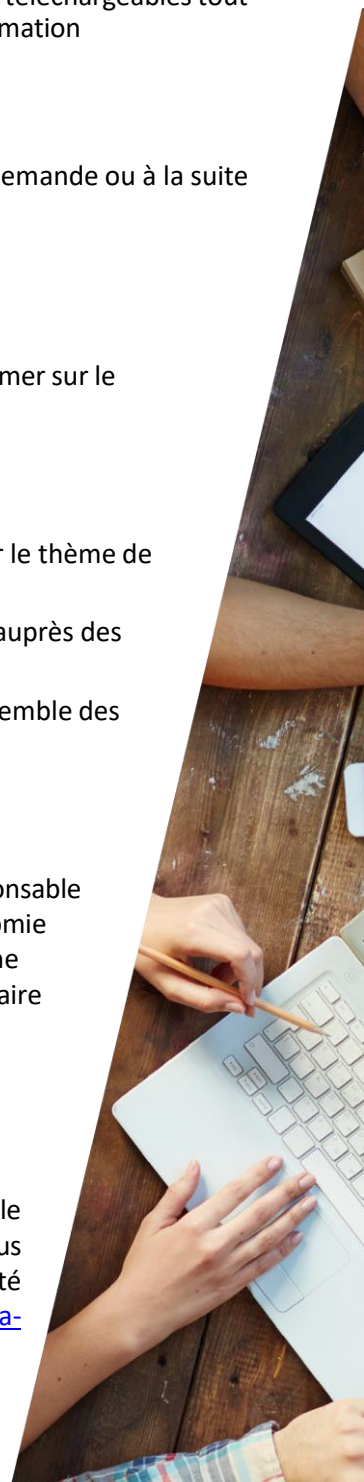 téléchargeables tout
mation
emande ou à la suite
mer sur le
r le thème de
auprès des
emble des
onsable
omie
ne
aire
le
us
té
a-